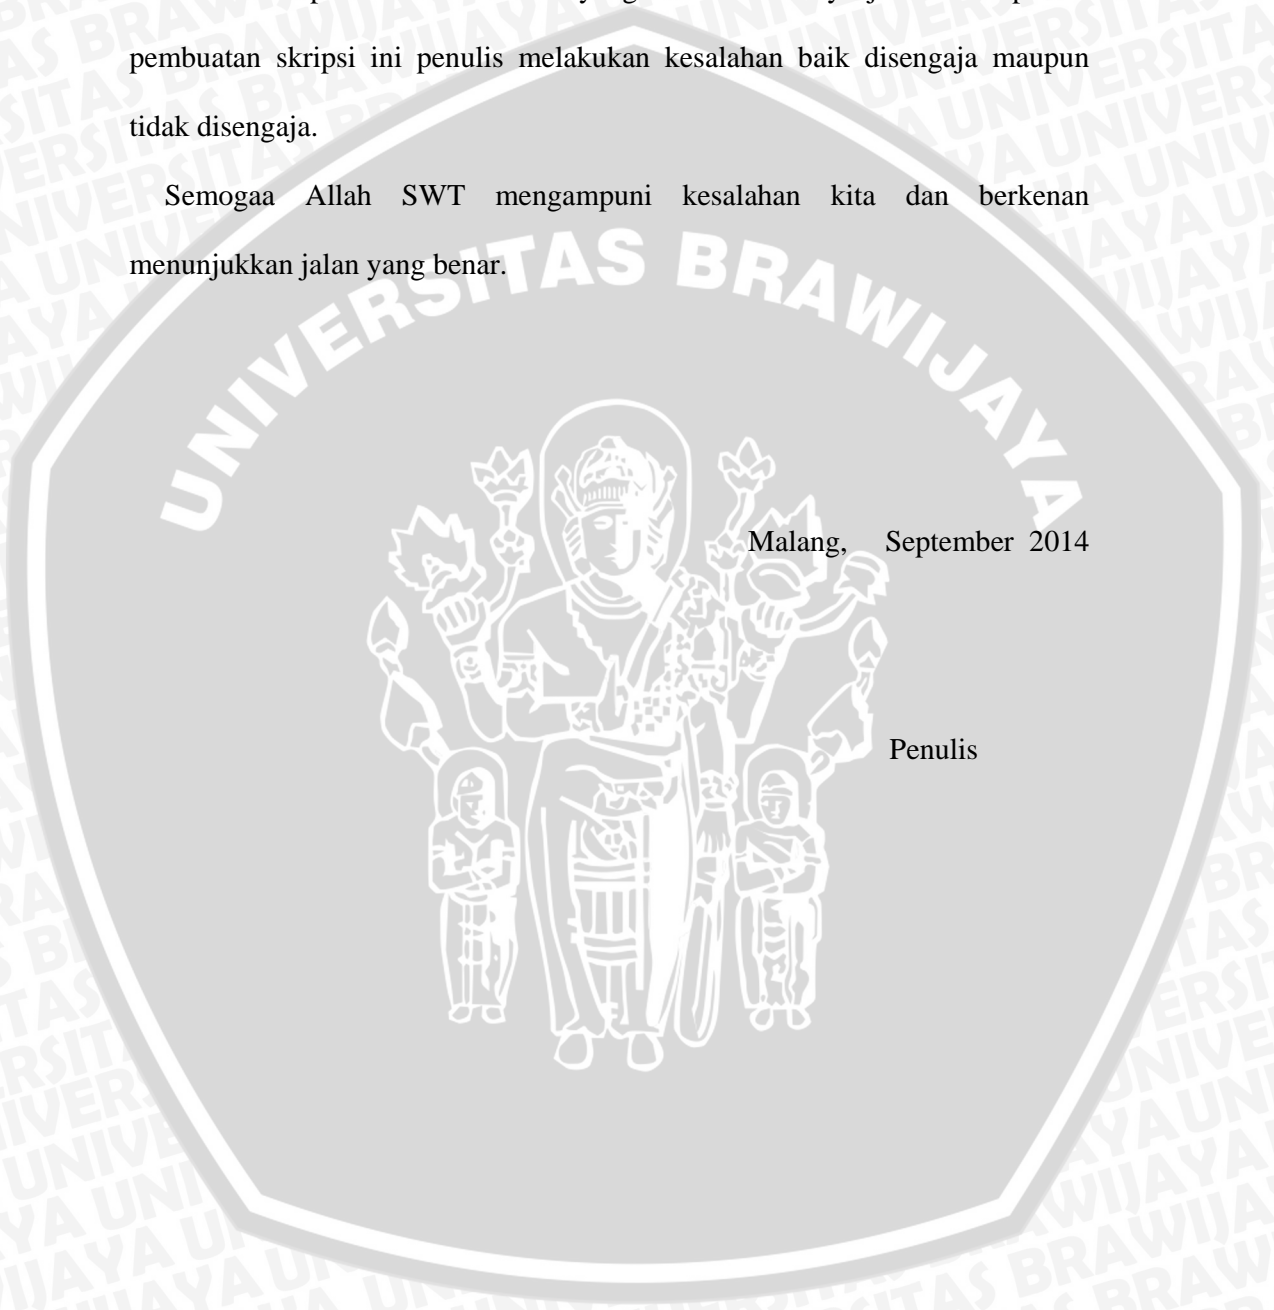 pembuatan skripsi ini penulis melakukan kesalahan baik disengaja maupun
tidak disengaja.
Semogaa Allah SWT mengampuni kesalahan kita dan berkenan
menunjukkan jalan yang benar.
UNIVERSITAS BRAWIJAYA
Malang, September 2014
Penulis